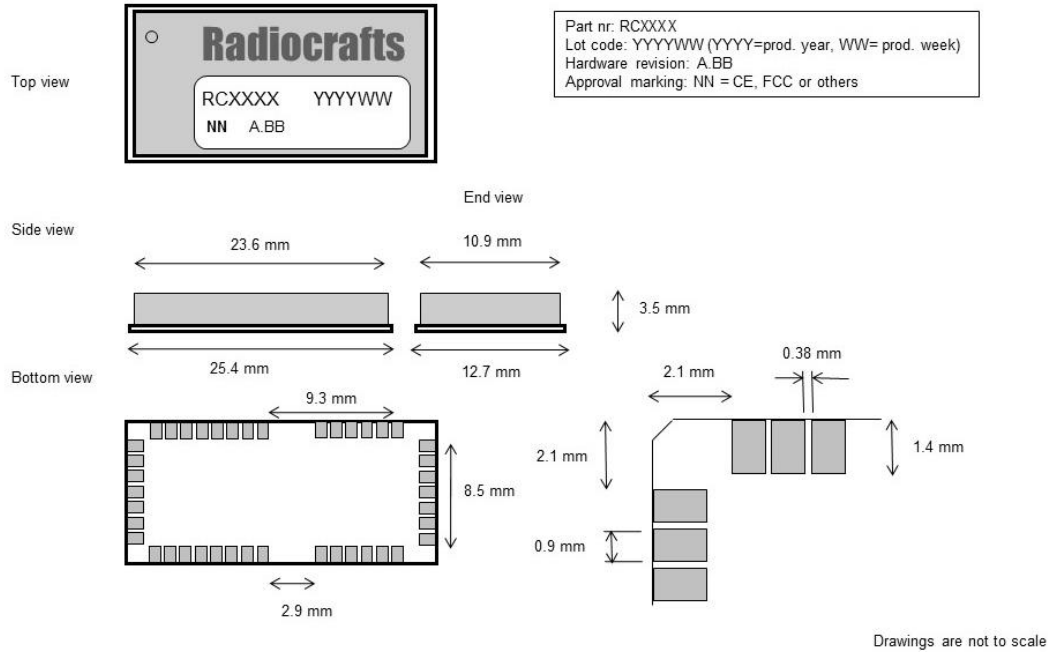 Part nr: RCXXXX
Lot code: YYYYWW (YYYY=prod. year, WW= prod. week)
Hardware revision: A.BB
Approval marking: NN = CE, FCC or others
Top view
Radiocrafts
RCXXXX YYYYWW
NN A.BB
End view
Side view
23.6 mm
10.9 mm
3.5 mm
25.4 mm
12.7 mm
Bottom view
9.3 mm
8.5 mm
2.9 mm
0.38 mm
2.1 mm
2.1 mm
1.4 mm
0.9 mm
Drawings are not to scale